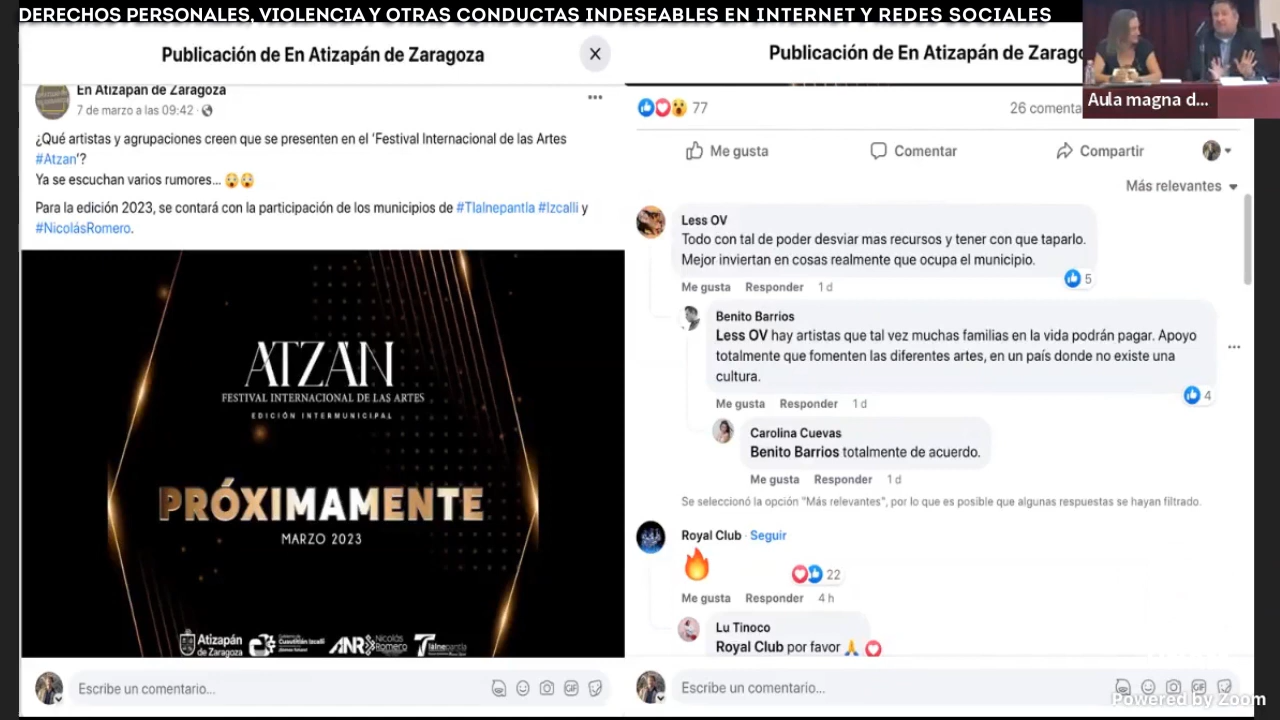 DERECHOS PERSONALES, VIOLENCIA Y OTRAS CONDUCTAS INDESEABLES EN INTERNET Y REDES SOCIALES
Publicación de En Atizapán de Zaragoza
En Atizapán de Zaragoza
7 de marzo a las 09:42
¿Qué artistas y agrupaciones creen que se presenten en el 'Festival Internacional de las Artes
#Atzan'?
Ya se escuchan varios rumores... 😲😲
Para la edición 2023, se contará con la participación de los municipios de #Tlalnepantla #Izcalli y
#NicolásRomero.
ATZAN
FESTIVAL INTERNACIONAL DE LAS ARTES
EDICIÓN INTERMUNICIPAL
PRÓXIMAMENTE
MARZO 2023
Atizapán
de Zaragoza
Cuautitlán Izcalli
ANR Nicolás
Romero
Tlalnepantla
Escribe un comentario...
GIF
Publicación de En Atizapán de Zarago
Aula magna d...
77
26 comenta
Me gusta
Comentar
Compartir
Más relevantes
Less OV
Todo con tal de poder desviar mas recursos y tener con que taparlo.
Mejor inviertan en cosas realmente que ocupa el municipio.
5
Me gusta Responder 1 d
Benito Barrios
Less OV hay artistas que tal vez muchas familias en la vida podrán pagar. Apoyo
totalmente que fomenten las diferentes artes, en un país donde no existe una
cultura.
4
Me gusta Responder 1 d
Carolina Cuevas
Benito Barrios totalmente de acuerdo.
Me gusta Responder 1 d
Se seleccionó la opción "Más relevantes", por lo que es posible que algunas respuestas se hayan filtrado.
Royal Club · Seguir
🔥
22
Me gusta Responder 4 h
Lu Tinoco
Royal Club por favor 🙏
Escribe un comentario...
GIF
Powered by Zoom